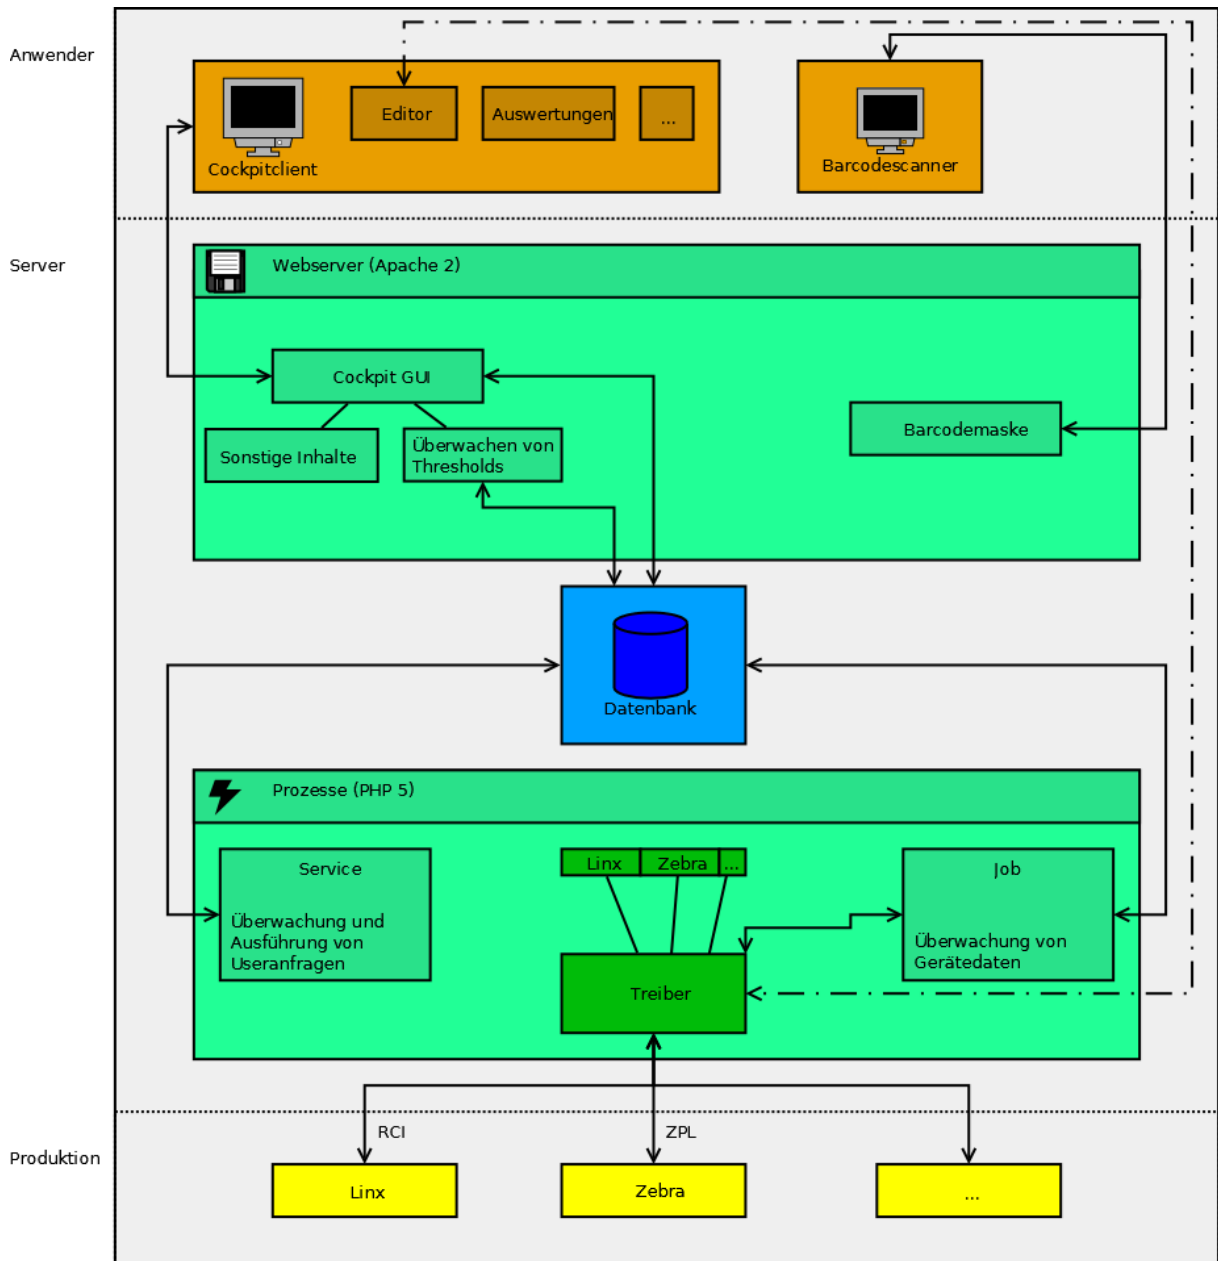 Anwender
Editor
Auswertungen
...
Cockpitclient
Barcodescanner
Server
Webserver (Apache 2)
Cockpit GUI
Sonstige Inhalte
Überwachen von
Thresholds
Barcodemaske
Datenbank
Prozesse (PHP 5)
Service
Überwachung und
Ausführung von
Useranfragen
Linx
Zebra
...
Treiber
Job
Überwachung von
Gerätedaten
Produktion
RCI
ZPL
Linx
Zebra
...